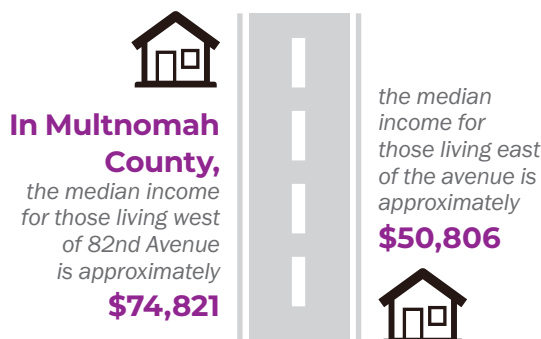 In Multnomah
County,
the median income
for those living west
of 82nd Avenue
is approximately
$74,821
the median
income for
those living east
of the avenue is
approximately
$50,806